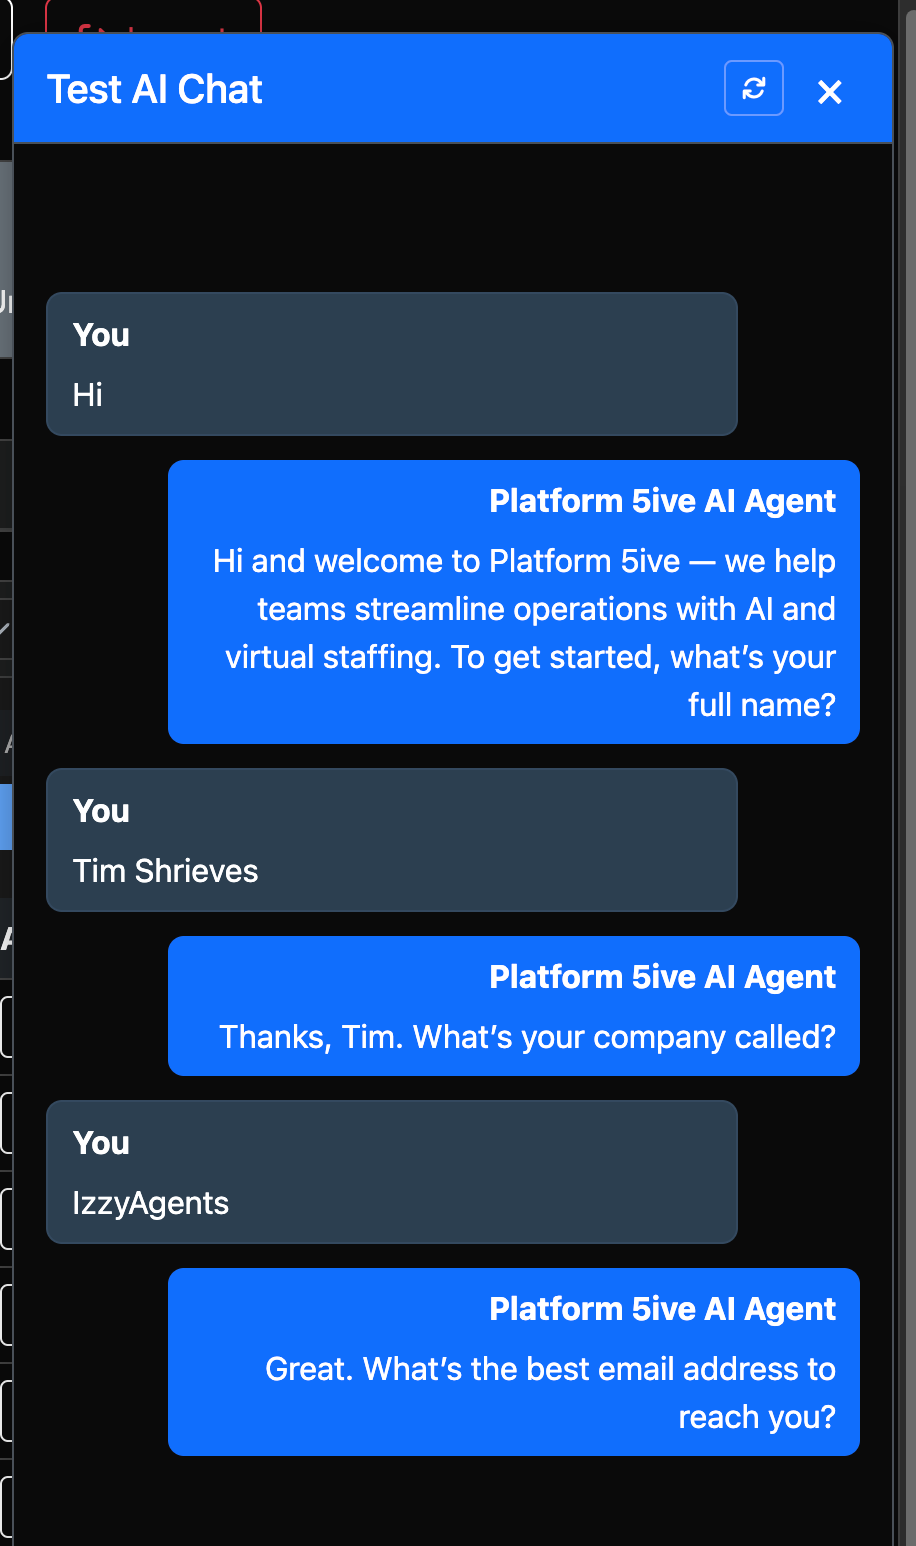 Test AI Chat
You
Hi
Platform 5ive AI Agent
Hi and welcome to Platform 5ive — we help
teams streamline operations with AI and
virtual staffing. To get started, what’s your
full name?
You
Tim Shrieves
Platform 5ive AI Agent
Thanks, Tim. What’s your company called?
You
IzzyAgents
Platform 5ive AI Agent
Great. What’s the best email address to
reach you?